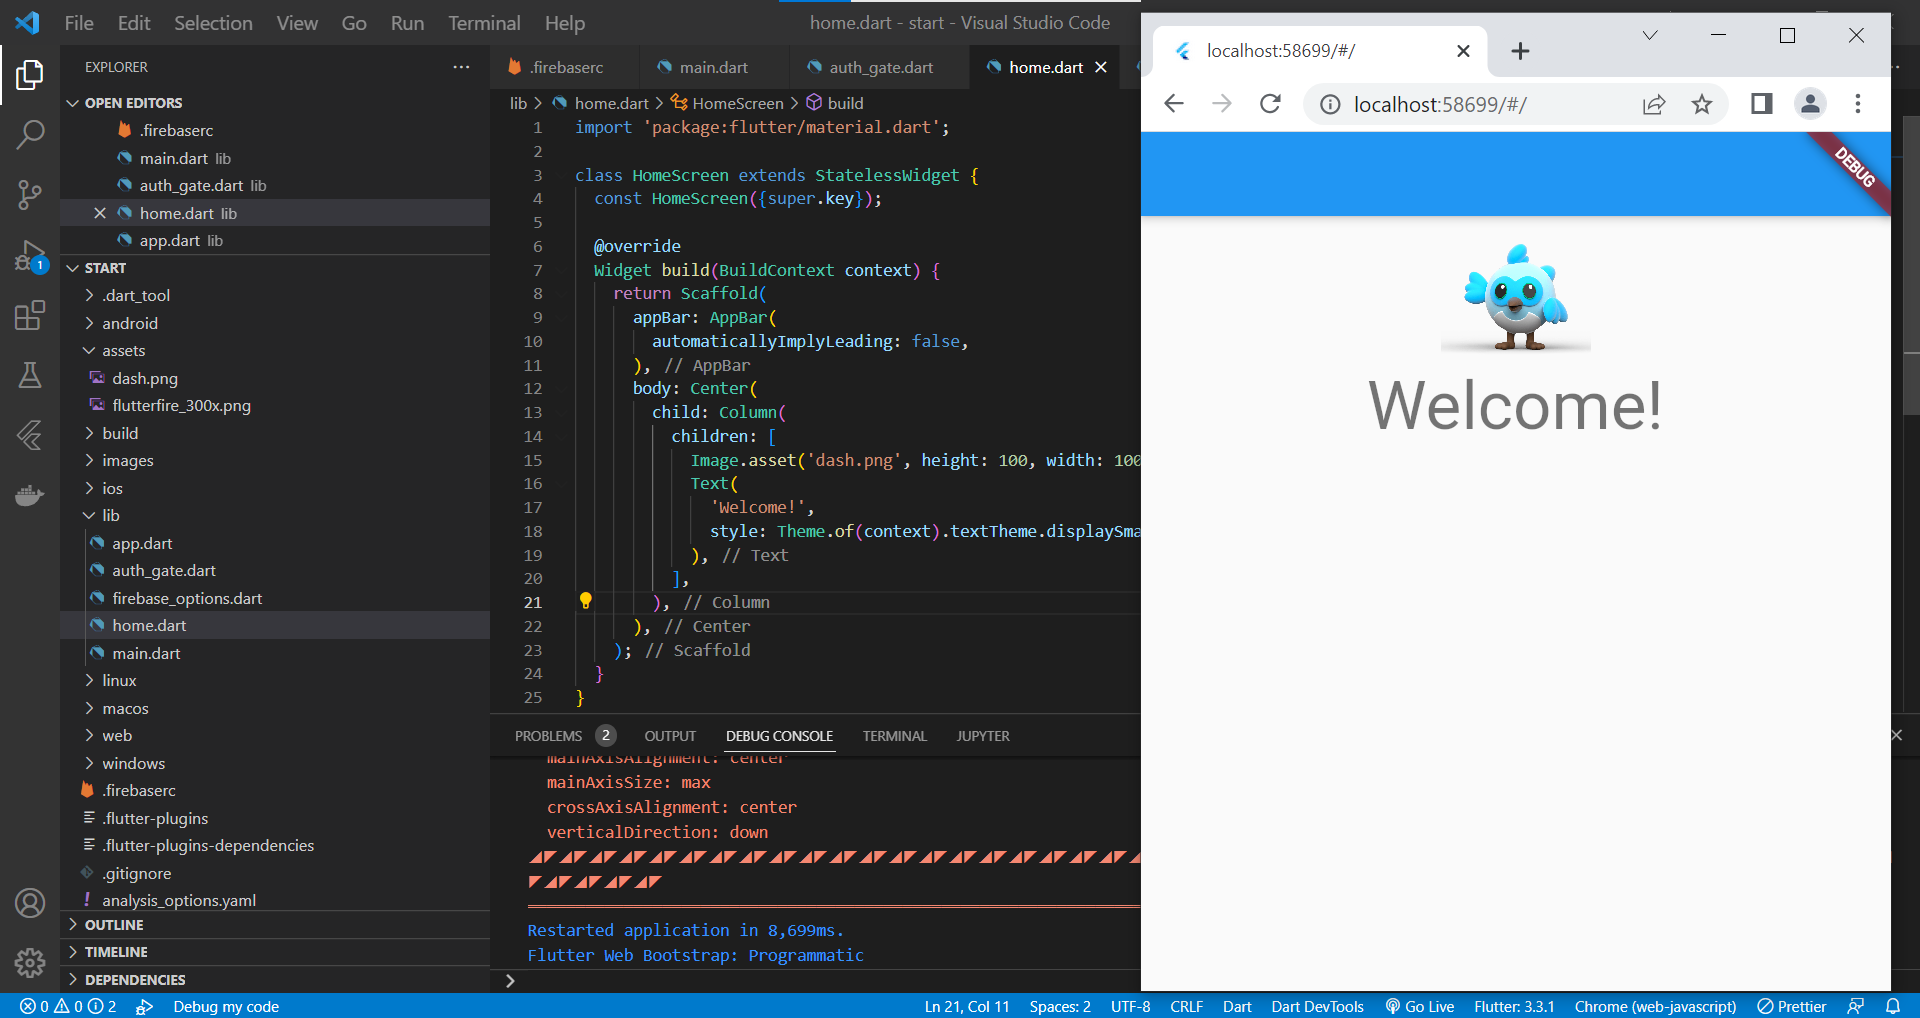 File Edit Selection View Go Run Terminal Help
home.dart - start - Visual Studio Code
EXPLORER
OPEN EDITORS
.firebaserc
main.dart lib
auth_gate.dart lib
home.dart lib
app.dart lib
START
.dart_tool
android
assets
dash.png
flutterfire_300x.png
build
images
ios
lib
app.dart
auth_gate.dart
firebase_options.dart
home.dart
main.dart
linux
macos
web
windows
.firebaserc
.flutter-plugins
.flutter-plugins-dependencies
.gitignore
! analysis_options.yaml
OUTLINE
TIMELINE
DEPENDENCIES
1
.firebaserc main.dart auth_gate.dart home.dart
lib > home.dart > HomeScreen > build
1 import 'package:flutter/material.dart';
2
3 class HomeScreen extends StatelessWidget {
4 const HomeScreen({super.key});
5
6 @override
7 Widget build(BuildContext context) {
8 return Scaffold(
9 appBar: AppBar(
10 automaticallyImplyLeading: false,
11 ), // AppBar
12 body: Center(
13 child: Column(
14 children: [
15 Image.asset('dash.png', height: 100, width: 100
16 Text(
17 'Welcome!',
18 style: Theme.of(context).textTheme.displaySma
19 ), // Text
20 ],
21 ), // Column
22 ), // Center
23 ); // Scaffold
24 }
25 }
PROBLEMS 2 OUTPUT DEBUG CONSOLE TERMINAL JUPYTER
mainAxisAlignment: center
mainAxisSize: max
crossAxisAlignment: center
verticalDirection: down
Restarted application in 8,699ms.
Flutter Web Bootstrap: Programmatic
localhost:58699/#/
localhost:58699/#/
DEBUG
Welcome!
0 0 2 Debug my code
Ln 21, Col 11 Spaces: 2 UTF-8 CRLF Dart Dart DevTools Go Live Flutter: 3.3.1 Chrome (web-javascript) Prettier